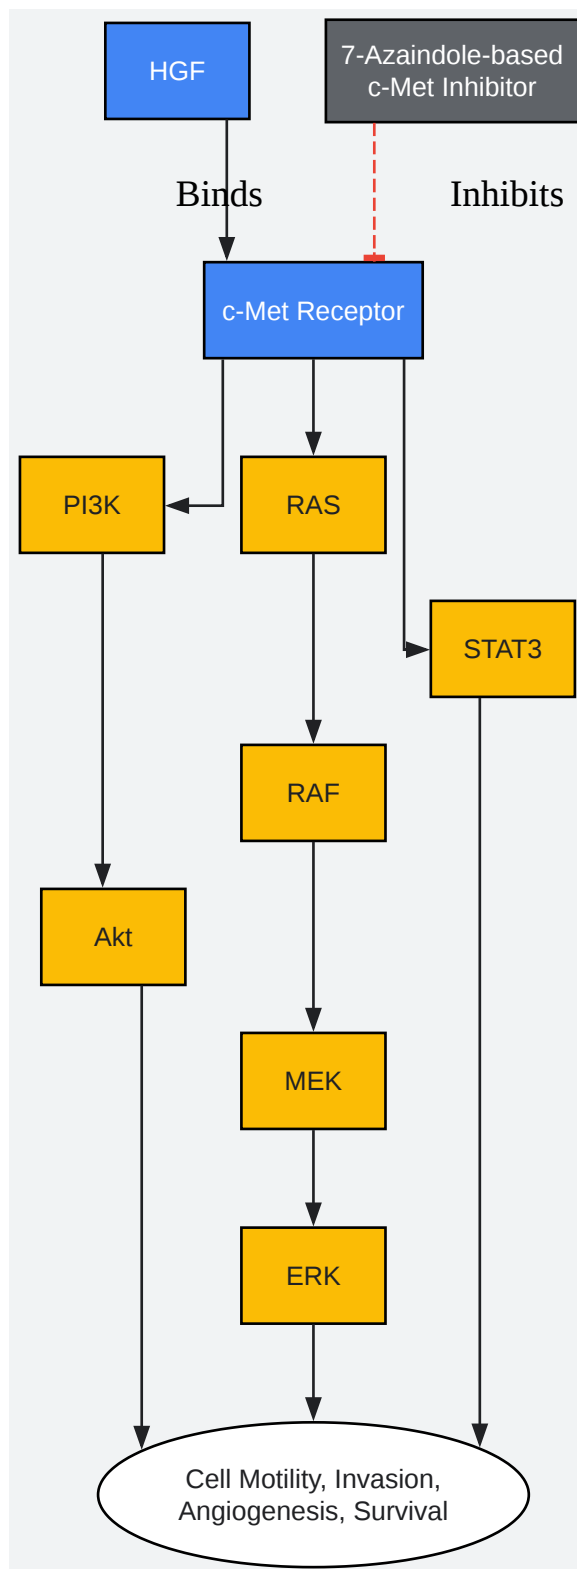 HGF
7-Azaindole-based
c-Met Inhibitor
Binds
Inhibits
c-Met Receptor
PI3K
RAS
STAT3
RAF
Akt
MEK
ERK
Cell Motility, Invasion,
Angiogenesis, Survival